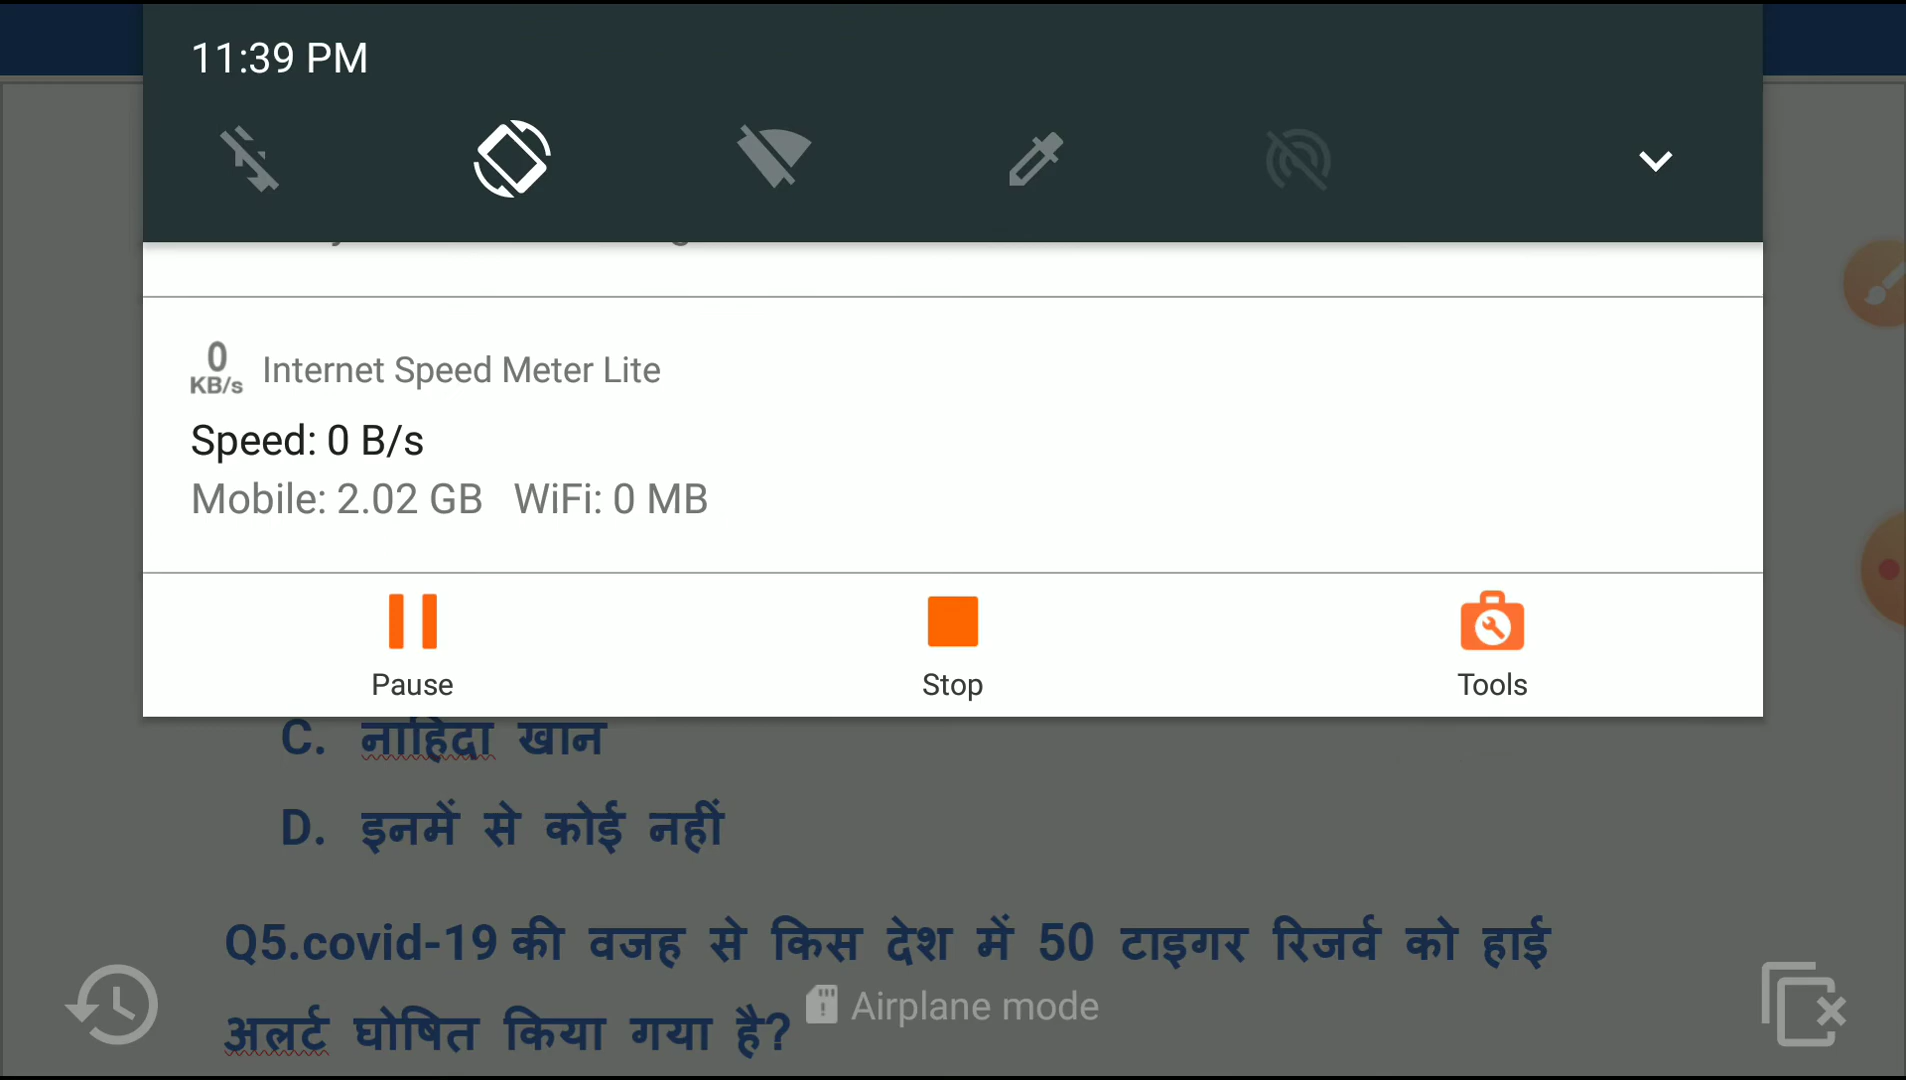 11:39 PM
0
KB/s
Internet Speed Meter Lite
Speed: 0 B/s
Mobile: 2.02 GB WiFi: 0 MB
Pause
Stop
Tools
C. नाहिदा खान
D. इनमें से कोई नहीं
Q5.covid-19 की वजह से किस देश में 50 टाइगर रिजर्व को हाई
अलर्ट घोषित किया गया है?
Airplane mode